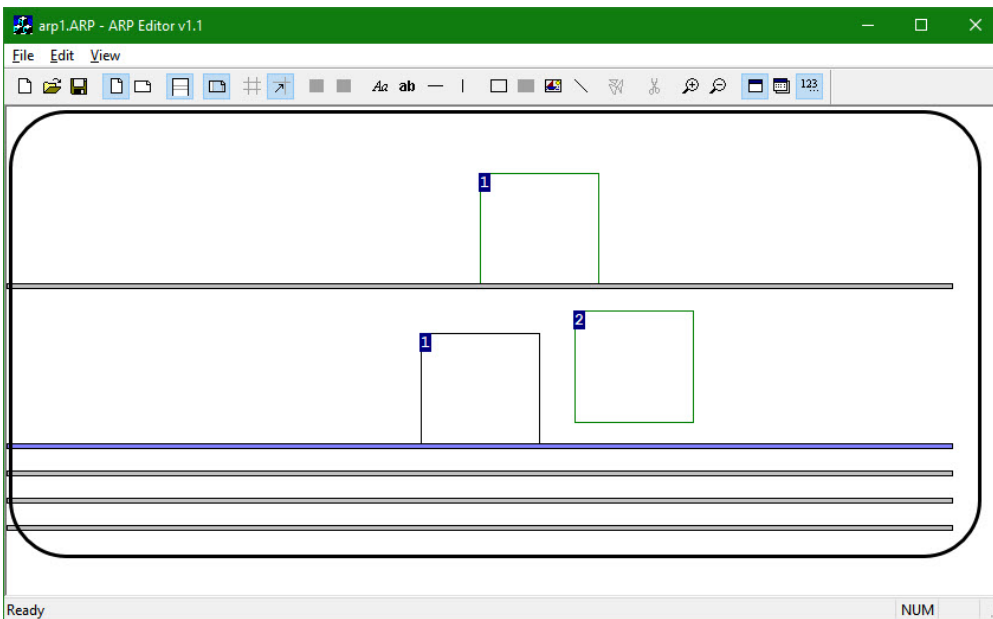 arp1.ARP - ARP Editor v1.1
File Edit View
Aa ab 123
1
2
1
Ready NUM